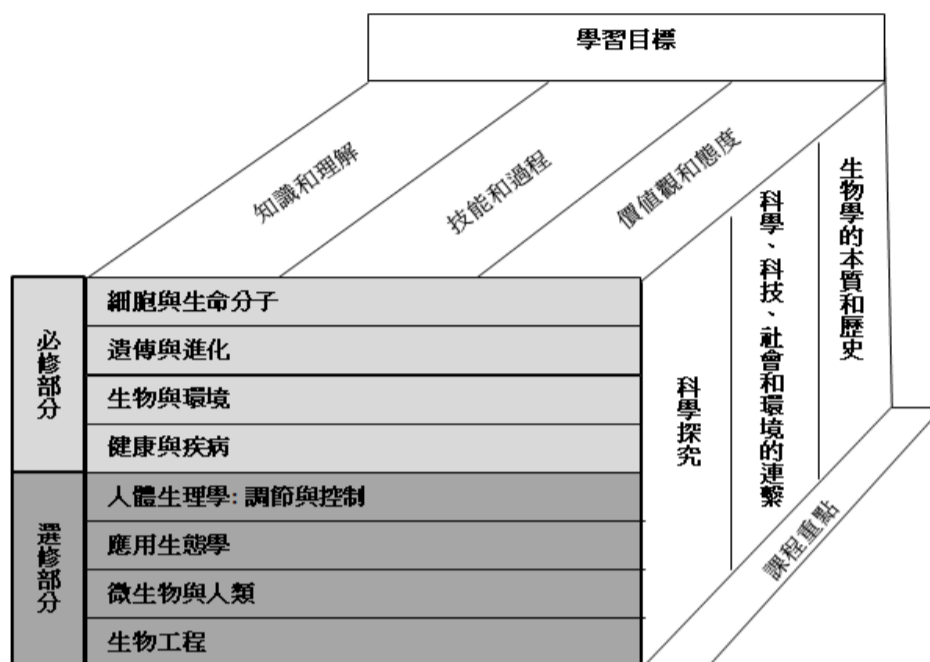 學習目標
知識和理解
技能和過程
價值觀和態度
必修部分
細胞與生命分子
遺傳與進化
生物與環境
健康與疾病
選修部分
人體生理學: 調節與控制
應用生態學
微生物與人類
生物工程
科學探究
科學、科技、社會和環境的連繫
生物學的本質和歷史
課程重點